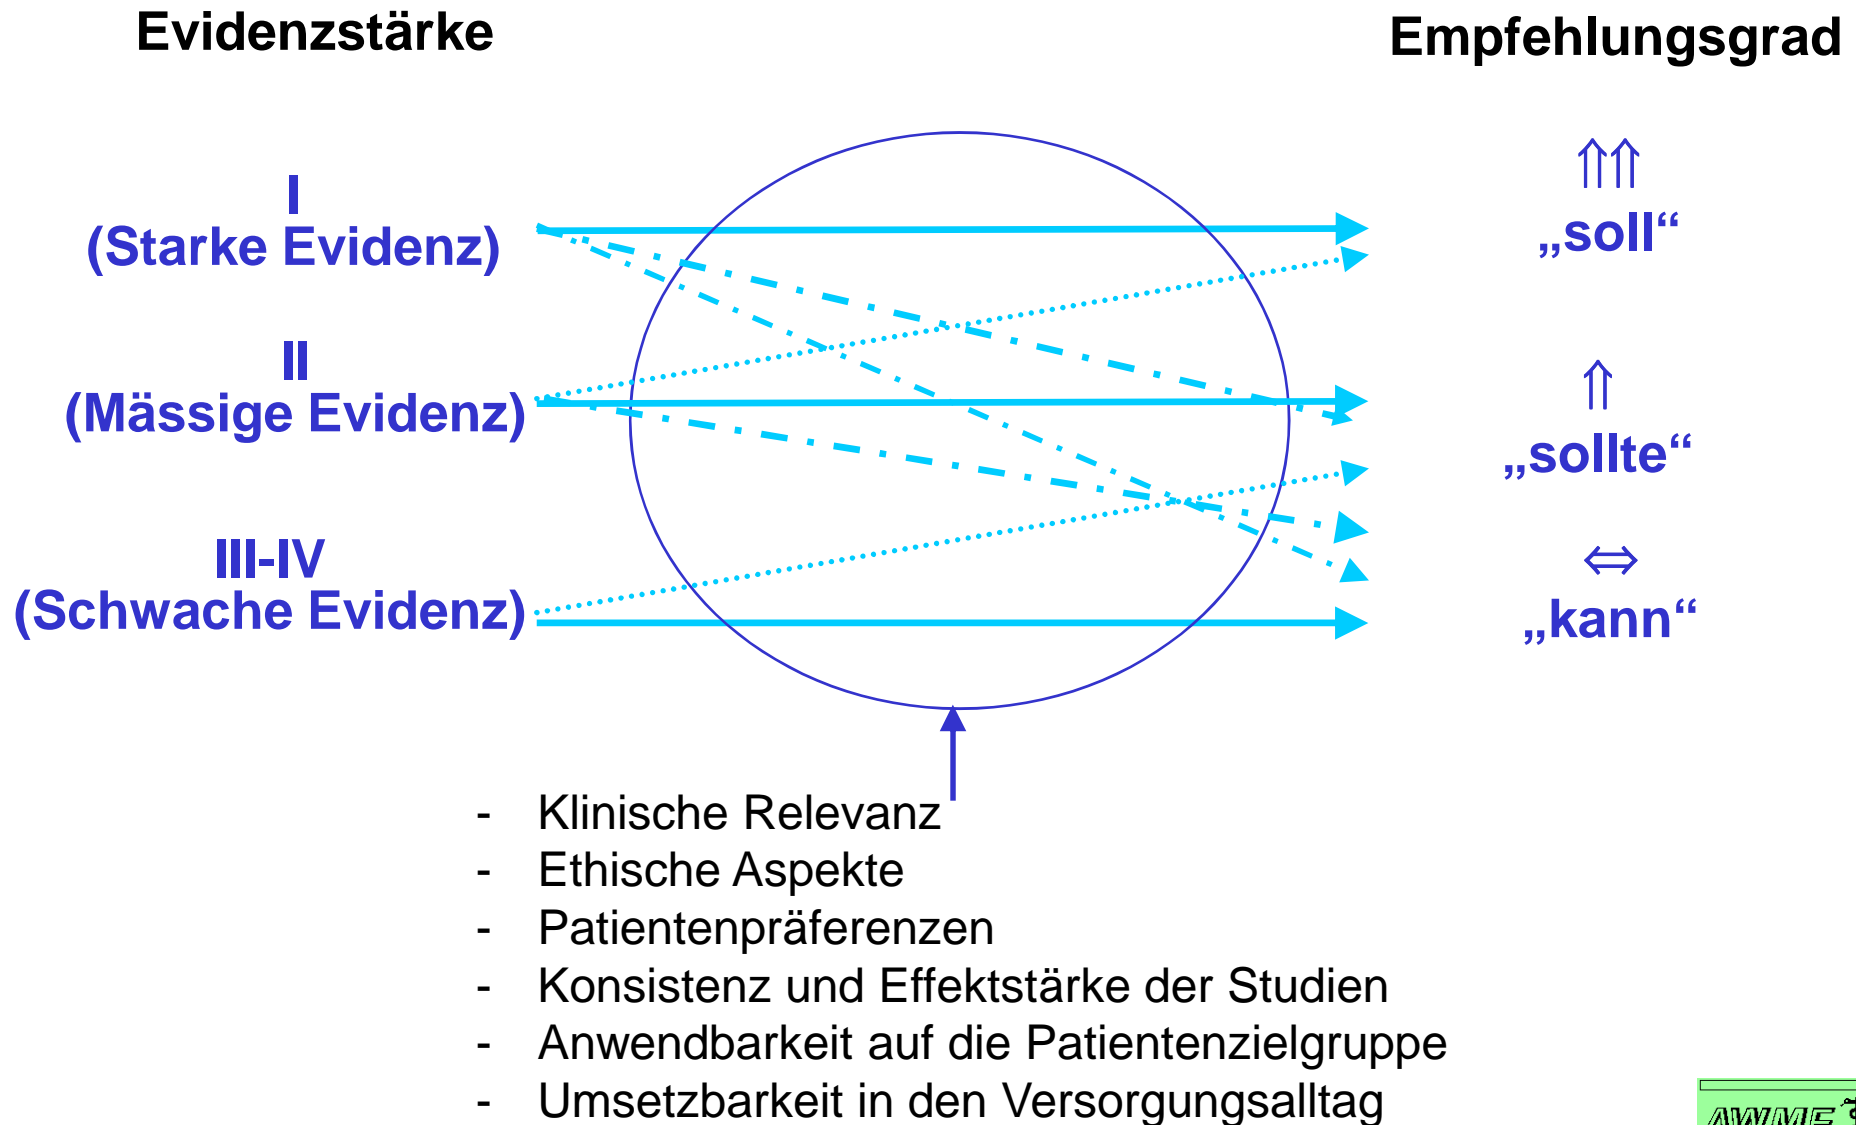 Evidenzstärke
Empfehlungsgrad
I
(Starke Evidenz)
⇑⇑
„soll“
II
(Mässige Evidenz)
⇑
„sollte“
III-IV
(Schwache Evidenz)
⇔
„kann“
- Klinische Relevanz
- Ethische Aspekte
- Patientenpräferenzen
- Konsistenz und Effektstärke der Studien
- Anwendbarkeit auf die Patientenzielgruppe
- Umsetzbarkeit in den Versorgungsalltag
AWMF